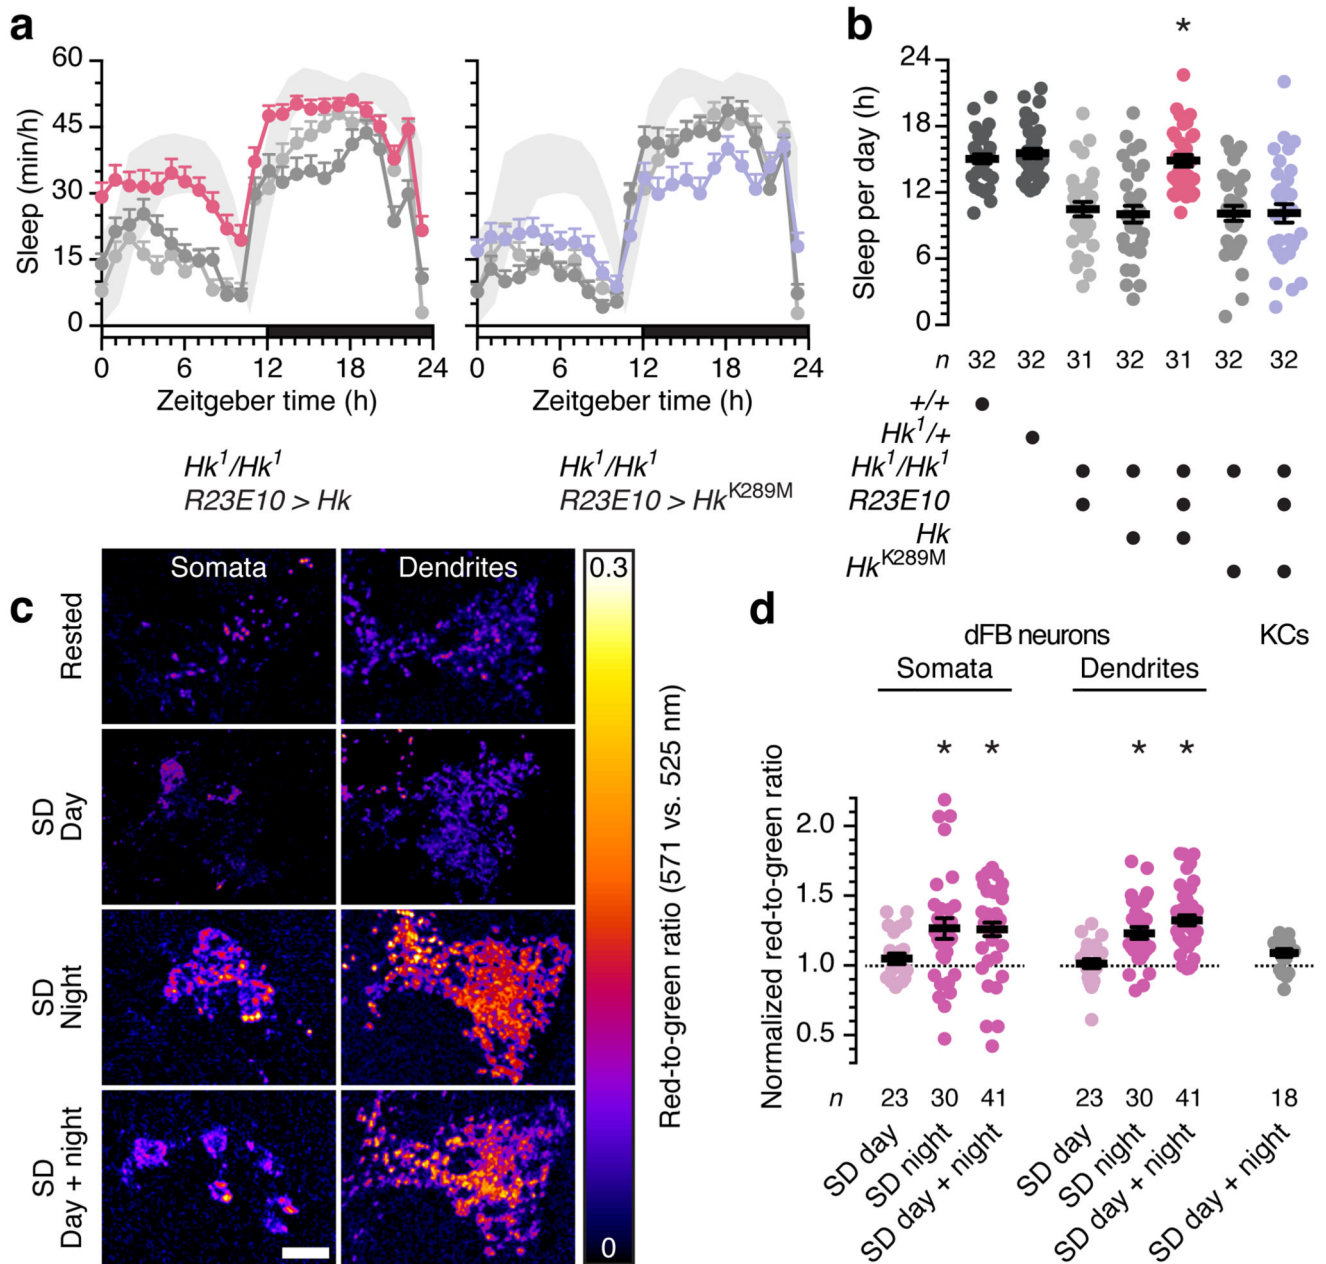 a
60
45
30
15
0
Sleep (min/h)
0 6 12 18 24
Zeitgeber time (h)
0 6 12 18 24
Zeitgeber time (h)
Hk1/Hk1
R23E10 > Hk
Hk1/Hk1
R23E10 > HkK289M
b
*
24
18
12
6
0
Sleep per day (h)
n 32 32 31 32 31 32 32
+/+
Hk1/+
Hk1/Hk1
R23E10
Hk
HkK289M
c
Somata Dendrites
Rested
SD
Day
SD
Night
SD
Day + night
0.3
0
Red-to-green ratio (571 vs. 525 nm)
d
dFB neurons KCs
Somata Dendrites
* * * *
2.0
1.5
1.0
0.5
Normalized red-to-green ratio
n 23 30 41 23 30 41 18
SD day
SD night
SD day + night
SD day
SD night
SD day + night
SD day + night